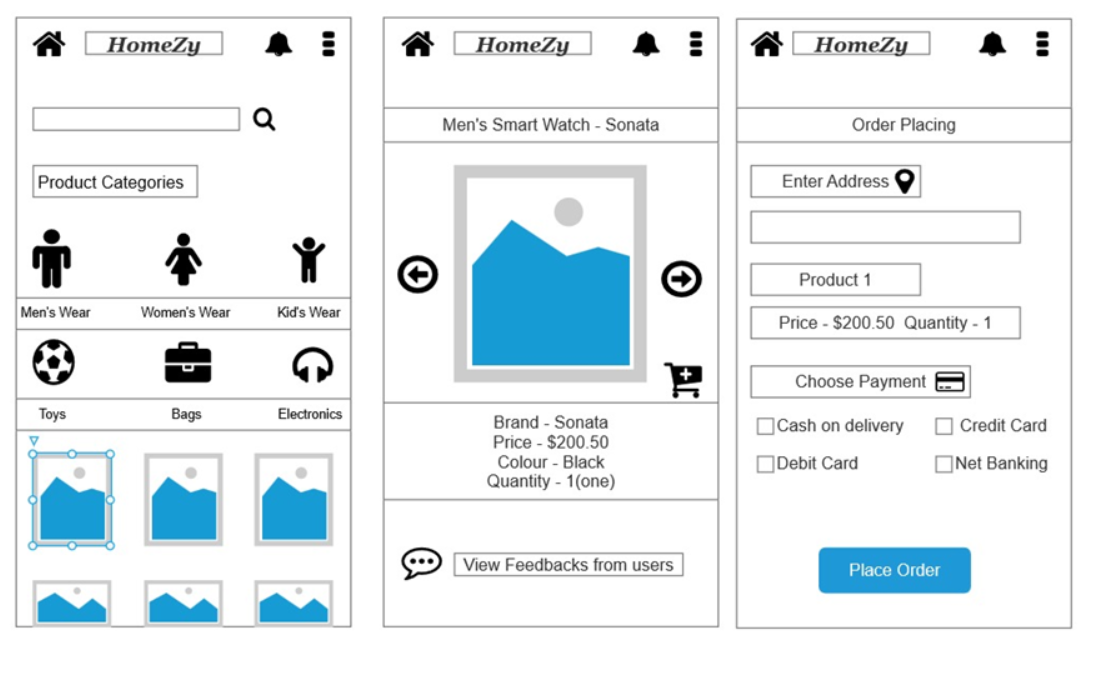 HomeZy
Product Categories
Men's Wear
Women's Wear
Kid's Wear
Toys
Bags
Electronics
HomeZy
Men's Smart Watch - Sonata
Brand - Sonata
Price - $200.50
Colour - Black
Quantity - 1(one)
View Feedbacks from users
HomeZy
Order Placing
Enter Address
Product 1
Price - $200.50 Quantity - 1
Choose Payment
Cash on delivery
Credit Card
Debit Card
Net Banking
Place Order